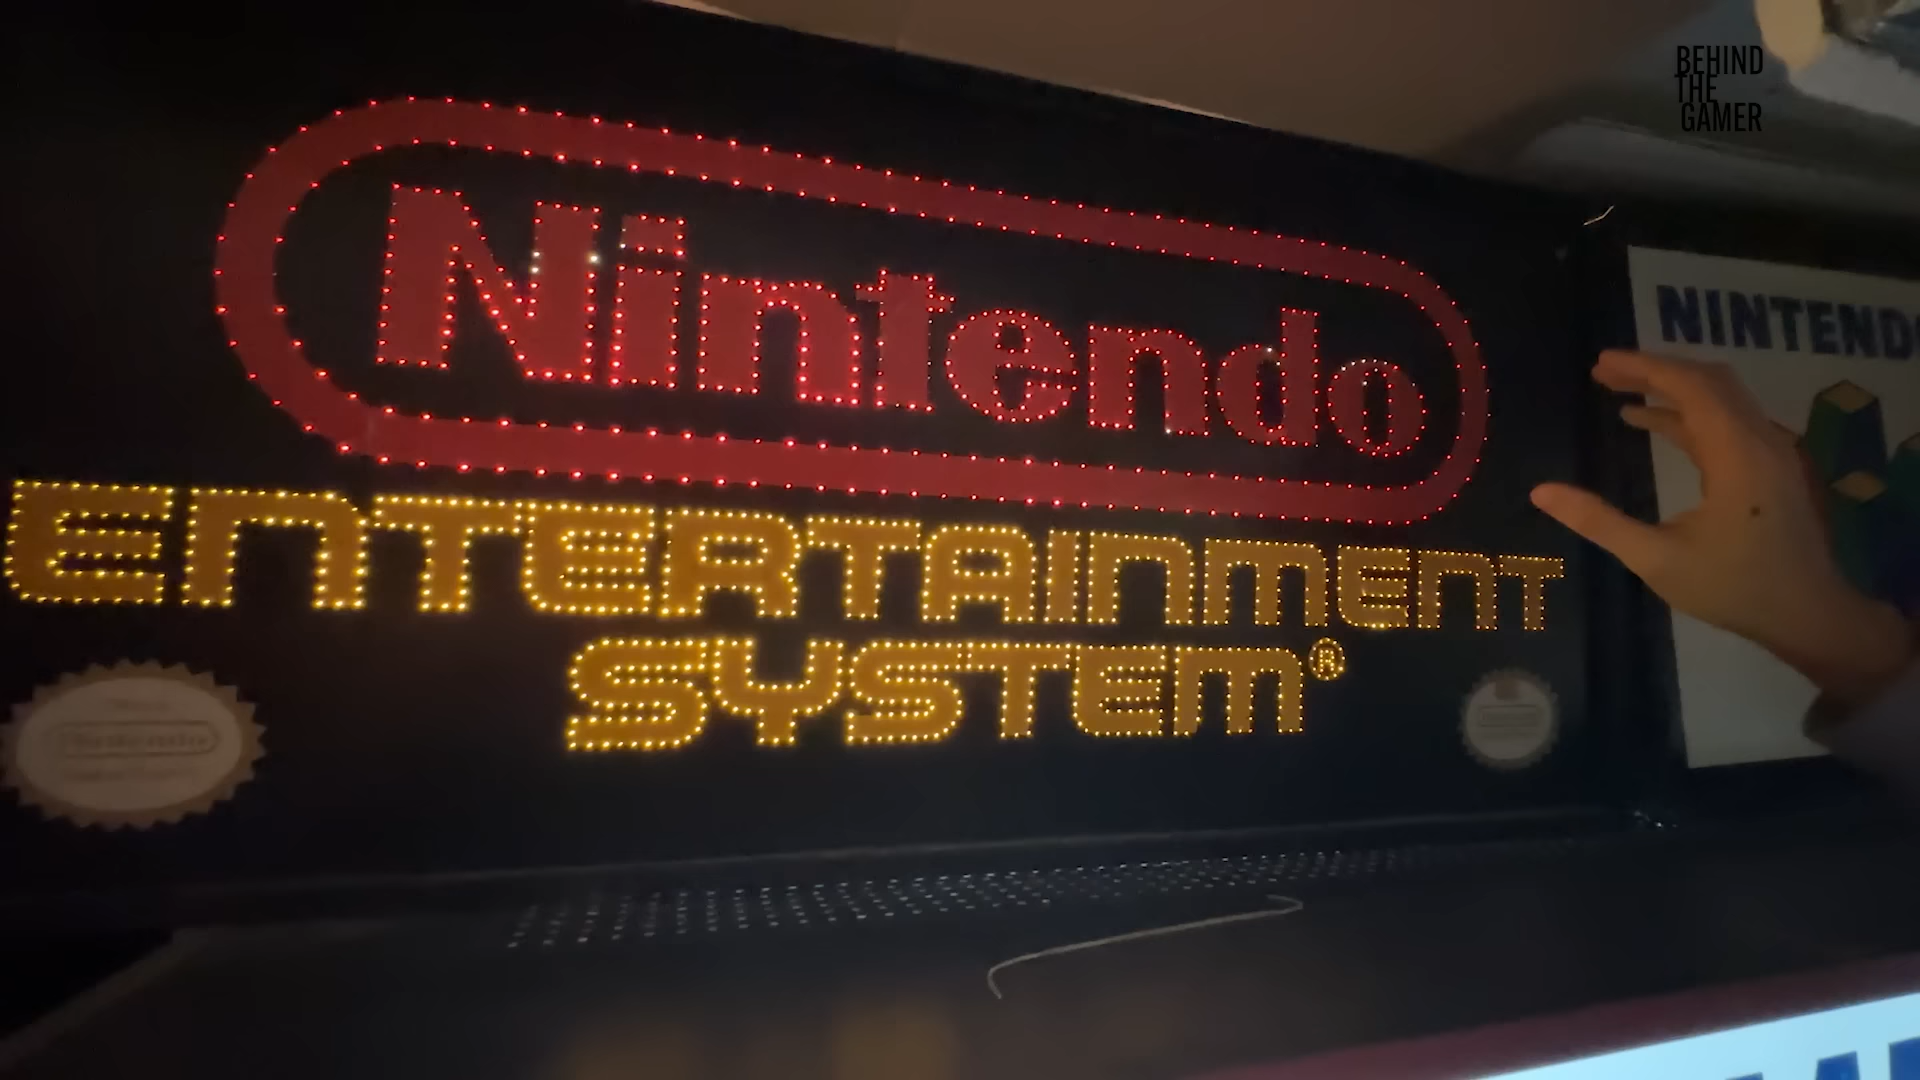 BEHIND
THE
GAMER
Nintendo
ENTERTAINMENT
SYSTEM®
NINTENDO